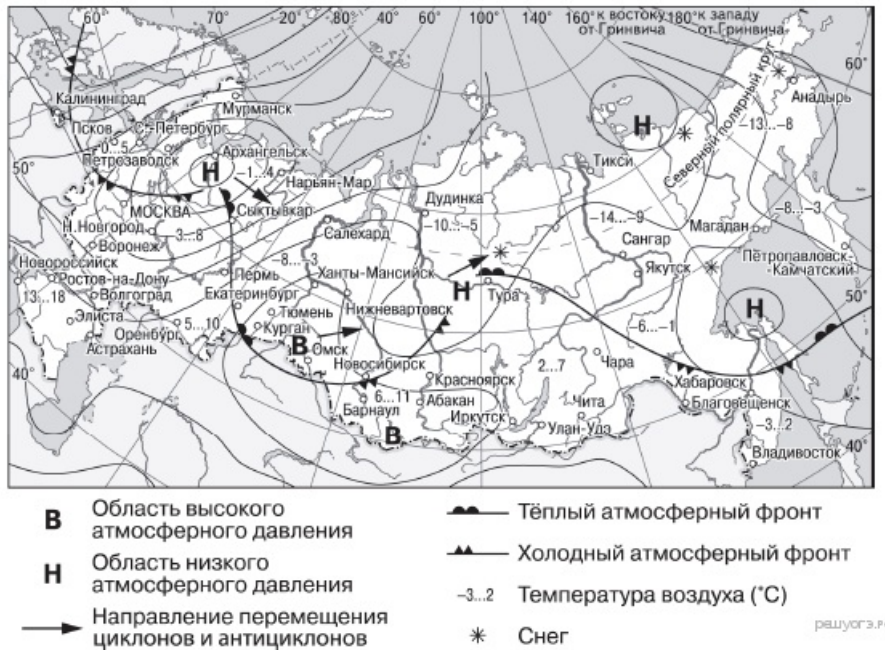 60° 70° 20° 80° 40° 60° 100° 140° 160° к востоку 180° к западу
от Гринвича от Гринвича
60°
Калининград
Мурманск
Северный полярный круг
Анадырь
Псков С.-Петербург
-13...-8
0...5
Петрозаводск
Архангельск
Н
Н
-1...4
Нарьян-Мар
Тикси
50°
Дудинка
МОСКВА
Сыктывкар
-10...-5
-14...-9
-8...-3
Н.Новгород
3...8
Салехард
Магадан
Воронеж
-8...-3
Сангар
Петропавловск-
Камчатский
Новороссийск
Пермь
Ханты-Мансийск
Якутск
Ростов-на-Дону
13...18
Екатеринбург
Н
Тура
50°
Волгоград
Тюмень
Нижневартовск
Н
Элиста
5...10
Курган
-6...-1
Оренбург
В
Омск
Астрахань
Новосибирск
2...7
Чара
40°
Красноярск
Хабаровск
6...11
Абакан
Чита
Благовещенск
Барнаул
Иркутск
Улан-Удэ
-3...2
В
40°
Владивосток
В Область высокого
атмосферного давления
Н Область низкого
атмосферного давления
Направление перемещения
циклонов и антициклонов
Тёплый атмосферный фронт
Холодный атмосферный фронт
-3...2 Температура воздуха (°С)
Снег